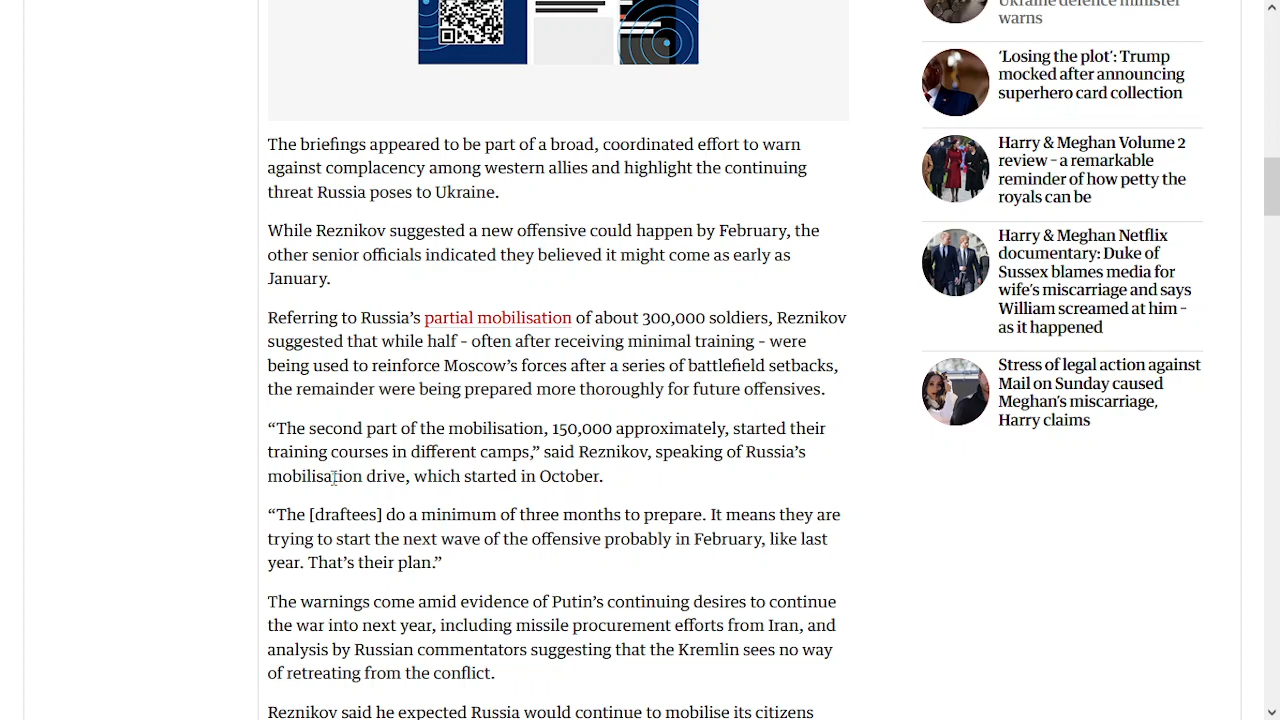 The briefings appeared to be part of a broad, coordinated effort to warn
against complacency among western allies and highlight the continuing
threat Russia poses to Ukraine.
While Reznikov suggested a new offensive could happen by February, the
other senior officials indicated they believed it might come as early as
January.
Referring to Russia’s partial mobilisation of about 300,000 soldiers, Reznikov
suggested that while half – often after receiving minimal training – were
being used to reinforce Moscow’s forces after a series of battlefield setbacks,
the remainder were being prepared more thoroughly for future offensives.
“The second part of the mobilisation, 150,000 approximately, started their
training courses in different camps,” said Reznikov, speaking of Russia’s
mobilisation drive, which started in October.
“The [draftees] do a minimum of three months to prepare. It means they are
trying to start the next wave of the offensive probably in February, like last
year. That’s their plan.”
The warnings come amid evidence of Putin’s continuing desires to continue
the war into next year, including missile procurement efforts from Iran, and
analysis by Russian commentators suggesting that the Kremlin sees no way
of retreating from the conflict.
Reznikov said he expected Russia would continue to mobilise its citizens
Ukraine defence minister
warns
‘Losing the plot’: Trump
mocked after announcing
superhero card collection
Harry & Meghan Volume 2
review – a remarkable
reminder of how petty the
royals can be
Harry & Meghan Netflix
documentary: Duke of
Sussex blames media for
wife’s miscarriage and says
William screamed at him –
as it happened
Stress of legal action against
Mail on Sunday caused
Meghan’s miscarriage,
Harry claims